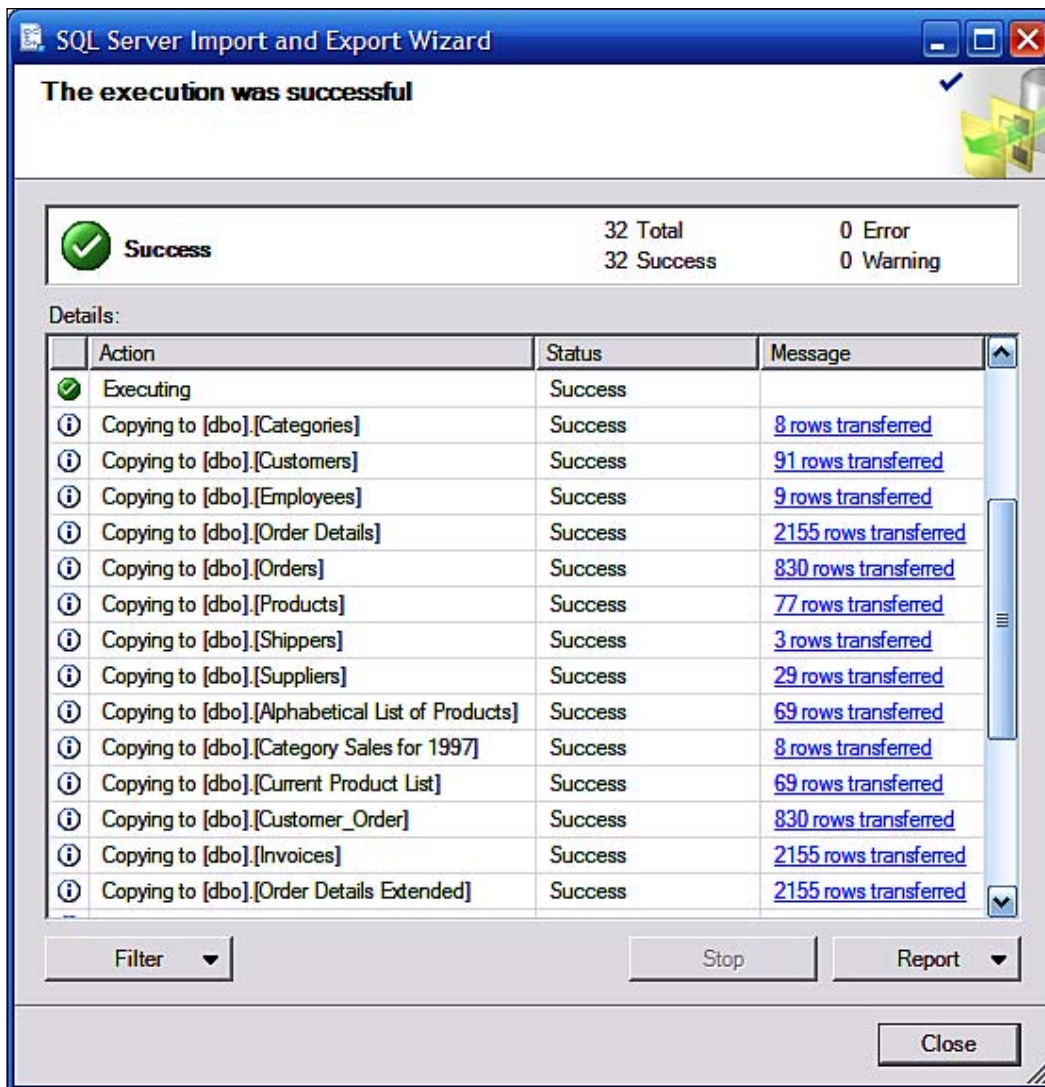 SQL Server Import and Export Wizard
The execution was successful
Success
32 Total
0 Error
32 Success
0 Warning
Details:
Action Status Message
Executing Success
Copying to [dbo].[Categories] Success 8 rows transferred
Copying to [dbo].[Customers] Success 91 rows transferred
Copying to [dbo].[Employees] Success 9 rows transferred
Copying to [dbo].[Order Details] Success 2155 rows transferred
Copying to [dbo].[Orders] Success 830 rows transferred
Copying to [dbo].[Products] Success 77 rows transferred
Copying to [dbo].[Shippers] Success 3 rows transferred
Copying to [dbo].[Suppliers] Success 29 rows transferred
Copying to [dbo].[Alphabetical List of Products] Success 69 rows transferred
Copying to [dbo].[Category Sales for 1997] Success 8 rows transferred
Copying to [dbo].[Current Product List] Success 69 rows transferred
Copying to [dbo].[Customer_Order] Success 830 rows transferred
Copying to [dbo].[Invoices] Success 2155 rows transferred
Copying to [dbo].[Order Details Extended] Success 2155 rows transferred
Filter Stop Report
Close